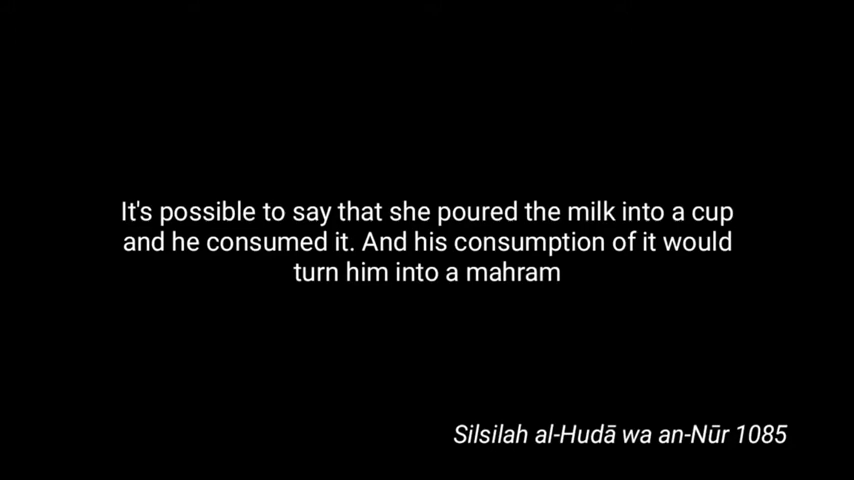 It's possible to say that she poured the milk into a cup
and he consumed it. And his consumption of it would
turn him into a mahram
Silsilah al-Hudā wa an-Nūr 1085